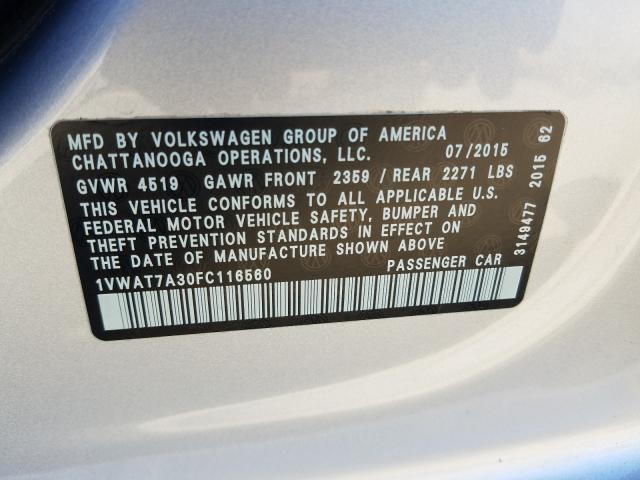 MFD BY VOLKSWAGEN GROUP OF AMERICA
CHATTANOOGA OPERATIONS, LLC. 07/2015
GVWR 4519 GAWR FRONT 2359 / REAR 2271 LBS
THIS VEHICLE CONFORMS TO ALL APPLICABLE U.S.
FEDERAL MOTOR VEHICLE SAFETY, BUMPER AND
THEFT PREVENTION STANDARDS IN EFFECT ON
THE DATE OF MANUFACTURE SHOWN ABOVE
1VWAT7A30FC116560 PASSENGER CAR
3149477 2015 62